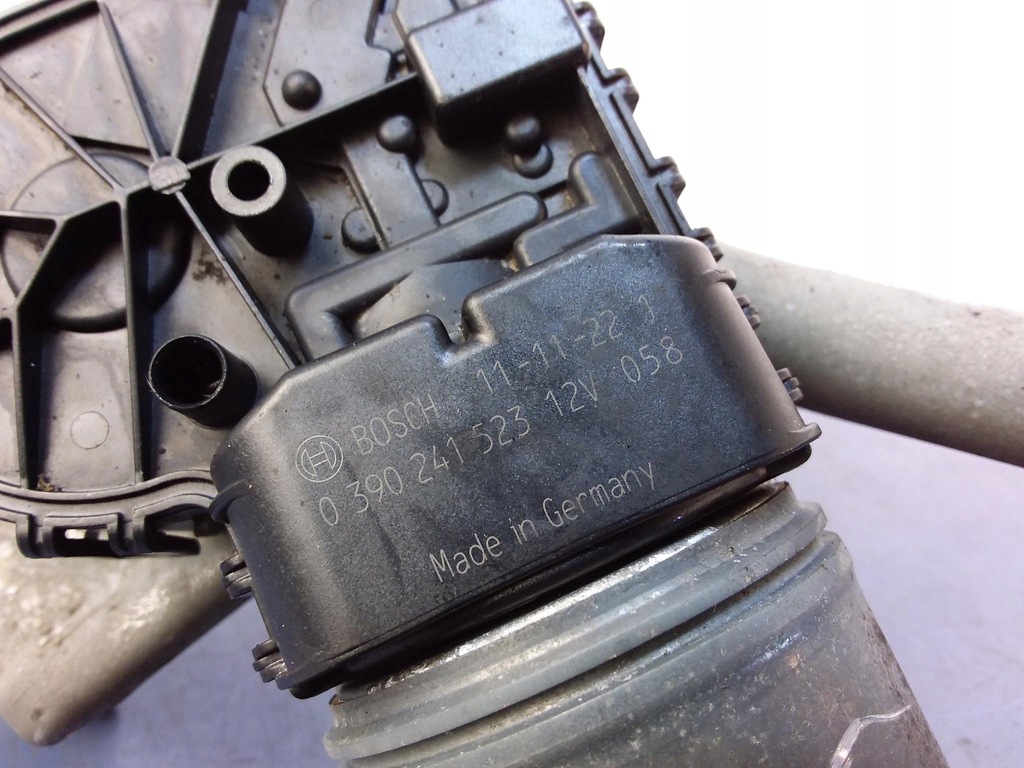 BOSCH 11-11-22 1
0 390 241 523 12V 058
Made in Germany